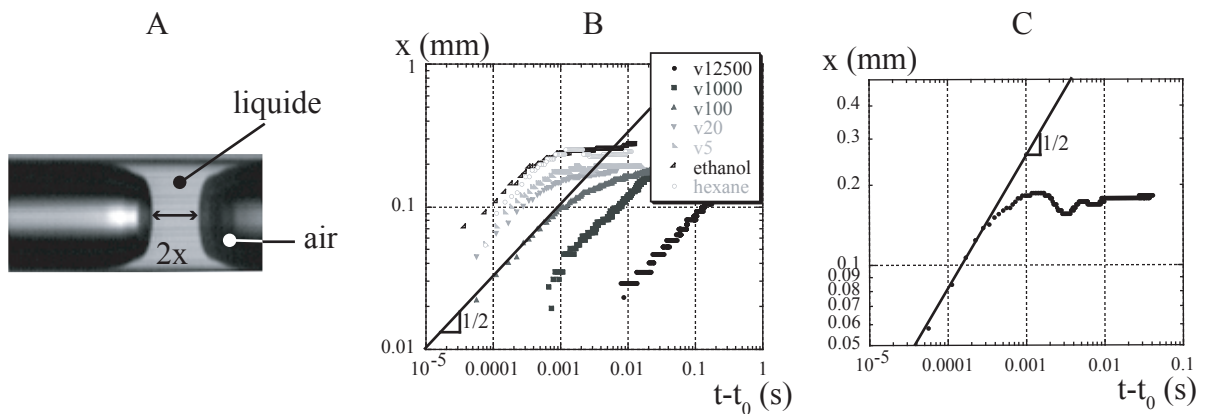 A
liquide
air
2x
B
x (mm)
1
0.1
0.01
v12500
v1000
v100
v20
v5
ethanol
hexane
1/2
10-5 0.0001 0.001 0.01 0.1 1
t-t0 (s)
C
x (mm)
0.4
0.3
0.2
0.1
0.09
0.08
0.07
0.06
0.05
1/2
10-5 0.0001 0.001 0.01 0.1
t-t0 (s)